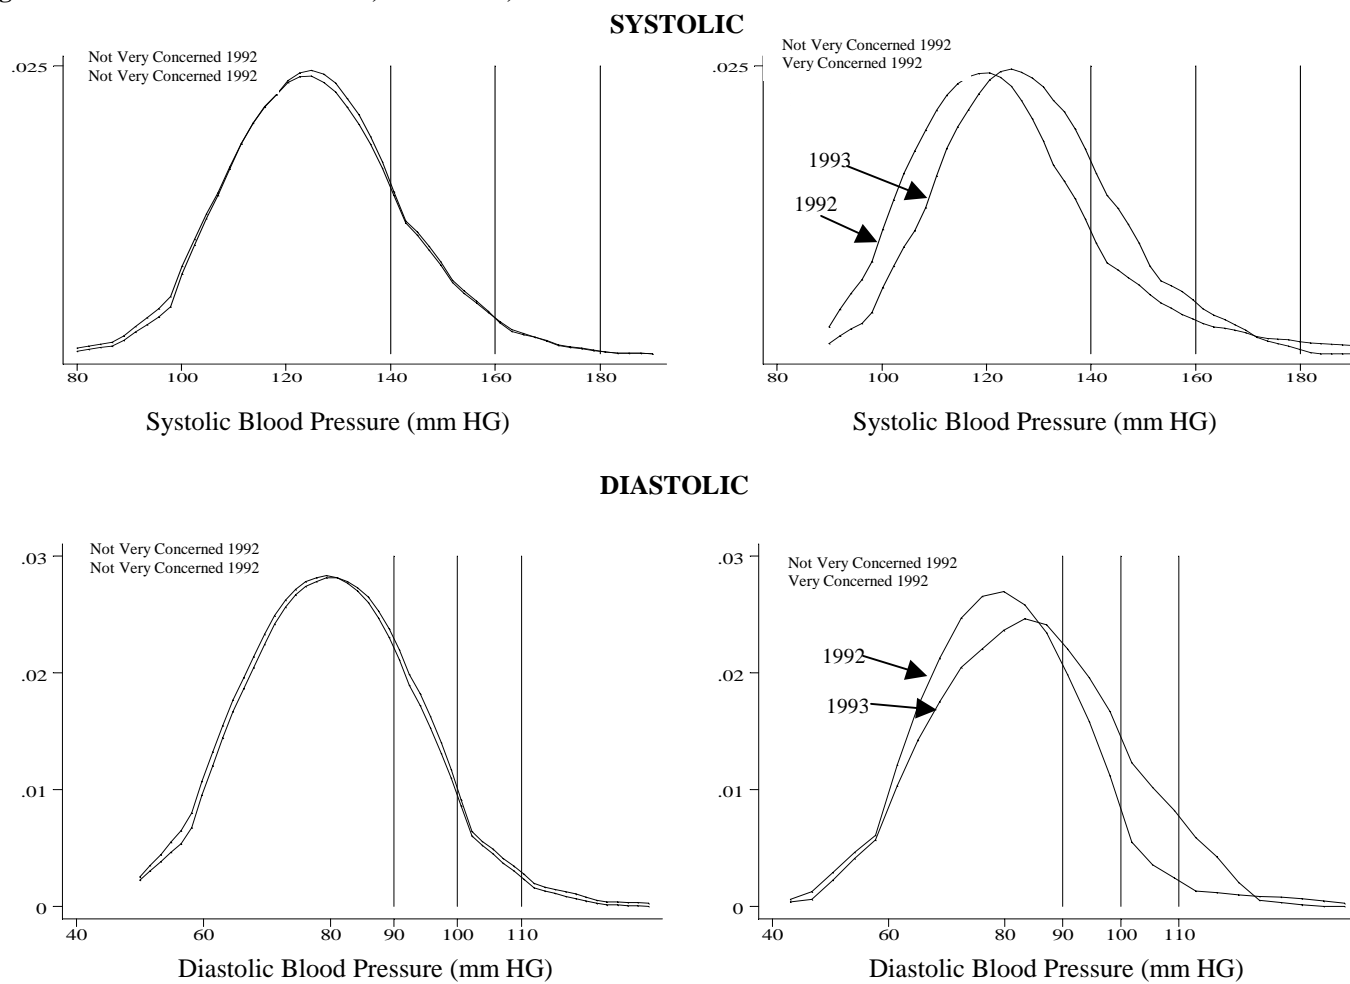 SYSTOLIC
Not Very Concerned 1992
Not Very Concerned 1992
.025
80 100 120 140 160 180
Systolic Blood Pressure (mm HG)
Not Very Concerned 1992
Very Concerned 1992
.025
1993
1992
80 100 120 140 160 180
Systolic Blood Pressure (mm HG)
DIASTOLIC
Not Very Concerned 1992
Not Very Concerned 1992
.03
.02
.01
0
40 60 80 90 100 110
Diastolic Blood Pressure (mm HG)
Not Very Concerned 1992
Very Concerned 1992
.03
.02
.01
0
1992
1993
40 60 80 90 100 110
Diastolic Blood Pressure (mm HG)